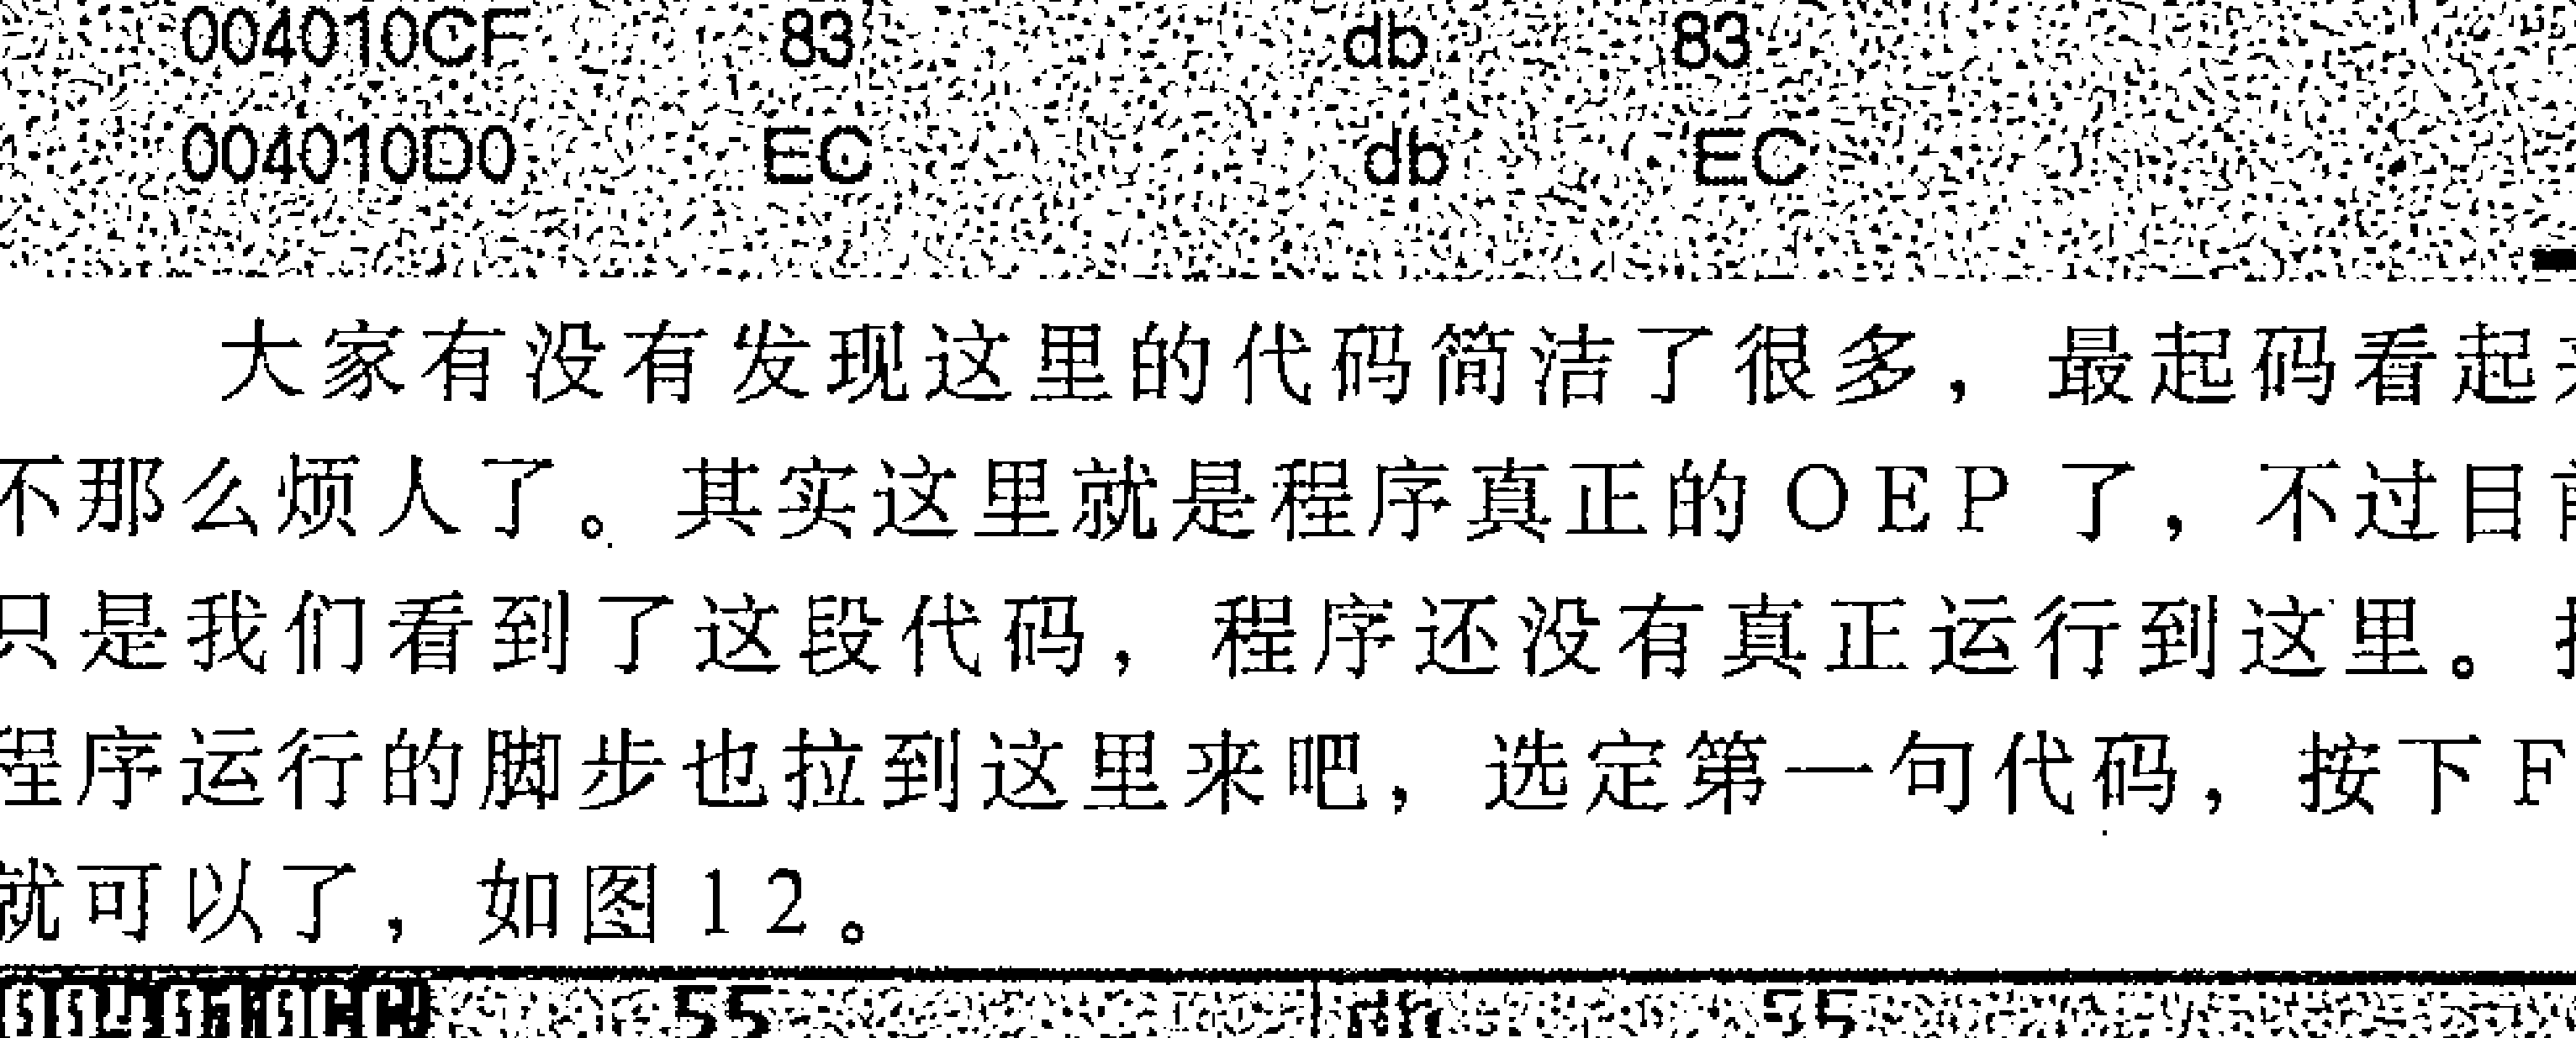 004010CF 83 db 83
004010D0 EC db EC
大家有没有发现这里的代码简洁了很多，最起码看起来
不那么烦人了。其实这里就是程序真正的OEP了，不过目前
只是我们看到了这段代码，程序还没有真正运行到这里。
程序运行的脚步也拉到这里来吧，选定第一句代码，按下F
就可以了，如图12。
55 db 55